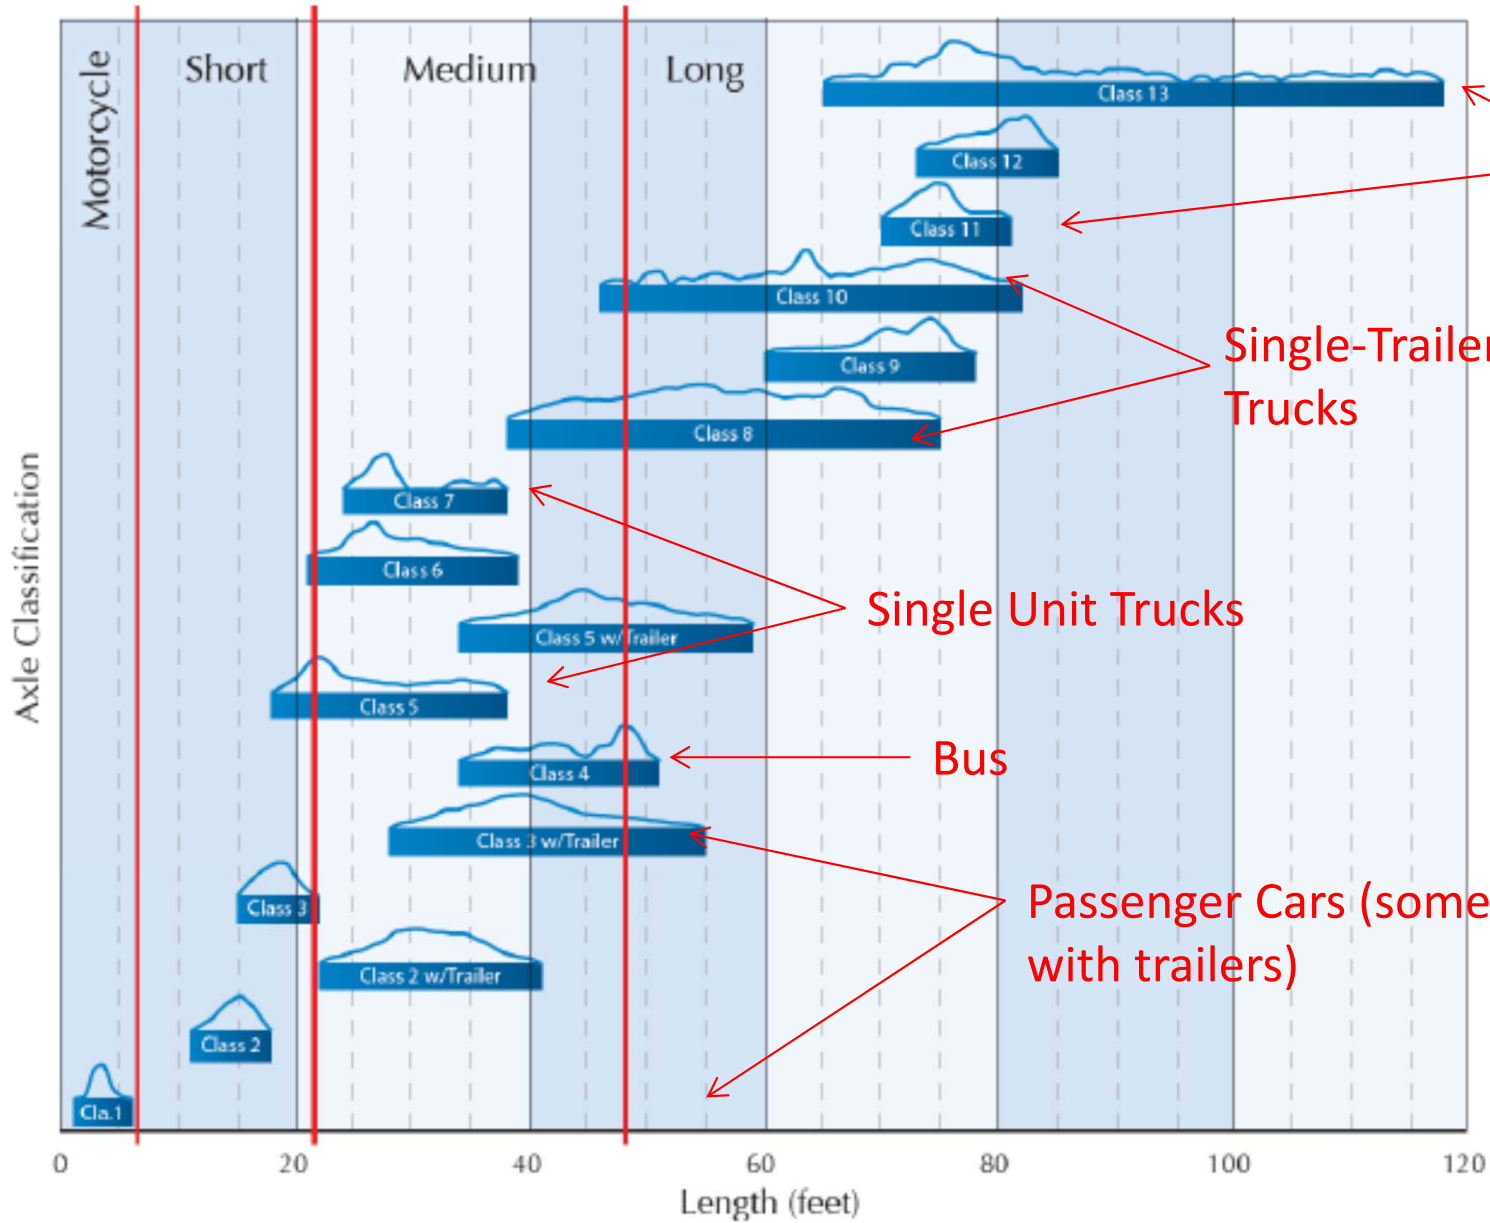 Motorcycle
Short
Medium
Long
Class 13
Class 12
Class 11
Class 10
Single-Trailer
Trucks
Class 9
Class 8
Class 7
Class 6
Single Unit Trucks
Class 5 w/Trailer
Class 5
Bus
Class 4
Class 3 w/Trailer
Passenger Cars (some
with trailers)
Class 3
Class 2 w/Trailer
Class 2
Cla.1
Axle Classification
0 20 40 60 80 100 120
Length (feet)